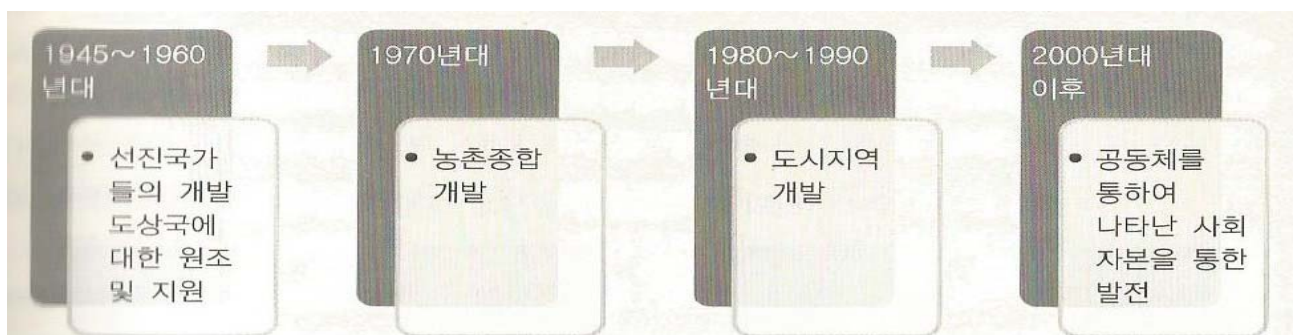 1945～1960
년대
• 선진국가
들의 개발
도상국에
대한 원조
및 지원
1970년대
• 농촌종합
개발
1980～1990
년대
• 도시지역
개발
2000년대
이후
• 공동체를
통하여
나타난 사회
자본을 통한
발전